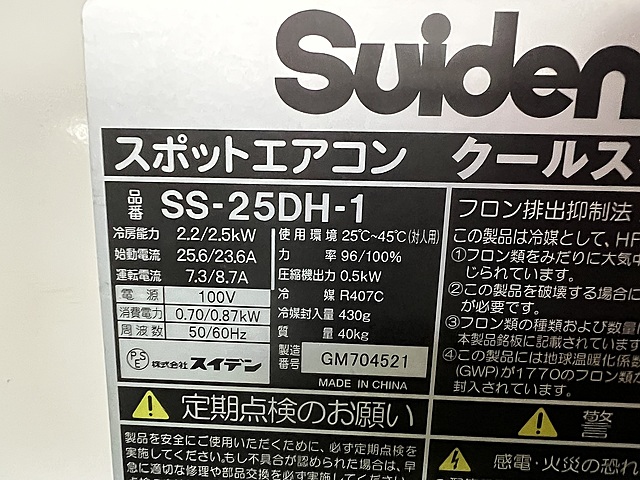 Suiden
スポットエアコン クールス
品番 SS-25DH-1
冷房能力 2.2/2.5kW
始動電流 25.6/23.6A
運転電流 7.3/8.7A
電源 100V
消費電力 0.70/0.87kW
周波数 50/60Hz
PSE 株式会社 スイデン
使用環境 25℃~45℃(対人用)
力率 96/100%
圧縮機出力 0.5kW
冷媒 R407C
冷媒封入量 430g
質量 40kg
製造番号 GM704521
MADE IN CHINA
フロン排出抑制法
この製品は冷媒として、HF
①フロン類をみだりに大気中
じられています。
②この製品を破壊する場合に
が必要です。
③フロン類の種類および数量
本製品銘板に記載されています
④この製品には地球温暖化係数
(GWP)が1770のフロン類が
封入されています。
定期点検のお願い
製品を安全にご使用いただくために、必ず定期点検を
実施してください。もし不具合が認められた場合は、早
急に適切な修理や部品交換を必ず実施してください
警
感電・火災の恐れ